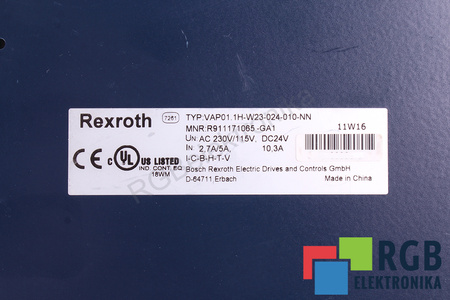 Rexroth
7261
TYP:VAP01.1H-W23-024-010-NN
MNR:R911171065 -GA1
11W16
UN AC 230V/115V, DC24V
IN 2,7A/5A, 10,3A
I-C-B-H-T-V
CE
C UL US LISTED
IND. CONT. EQ
18WM
Bosch Rexroth Electric Drives and Controls GmbH
D-64711 Erbach
Made in China
RGB
ELEKTRONIKA